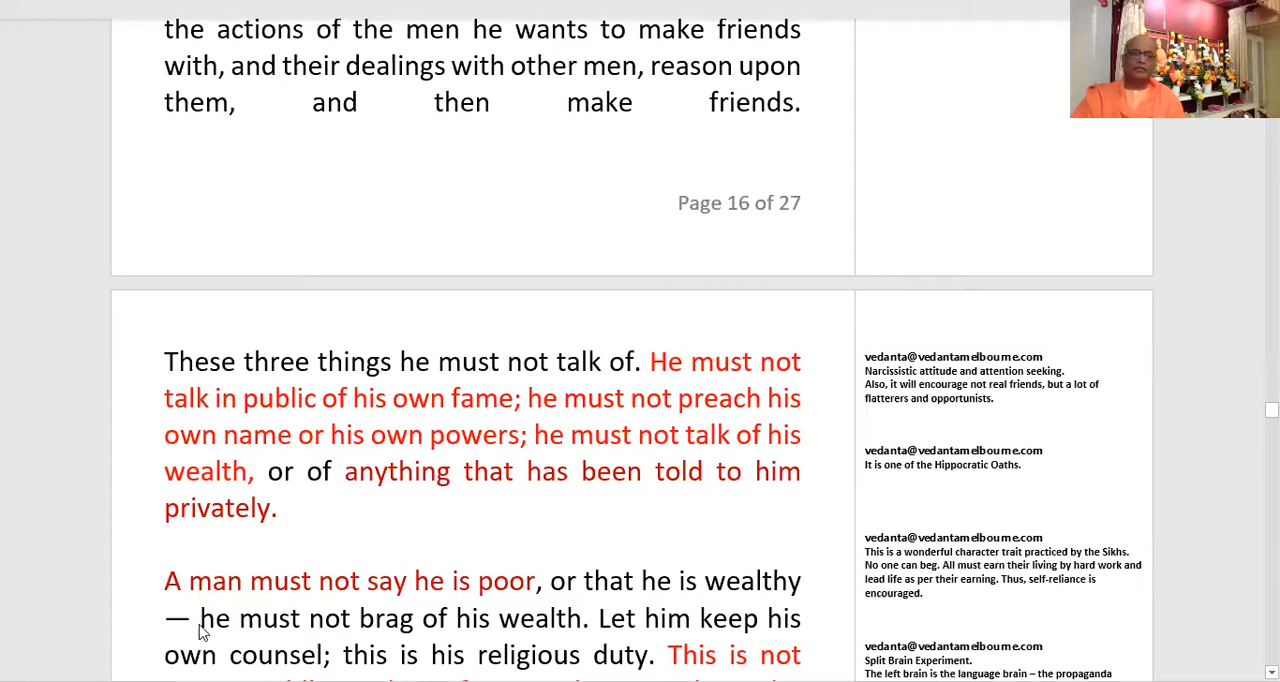 the actions of the men he wants to make friends
with, and their dealings with other men, reason upon
them, and then make friends.
Page 16 of 27
These three things he must not talk of. He must not
talk in public of his own fame; he must not preach his
own name or his own powers; he must not talk of his
wealth, or of anything that has been told to him
privately.
A man must not say he is poor, or that he is wealthy
— he must not brag of his wealth. Let him keep his
own counsel; this is his religious duty. This is not
vedanta@vedantamelbourne.com
Narcissistic attitude and attention seeking.
Also, it will encourage not real friends, but a lot of
flatterers and opportunists.
vedanta@vedantamelbourne.com
It is one of the Hippocratic Oaths.
vedanta@vedantamelbourne.com
This is a wonderful character trait practiced by the Sikhs.
No one can beg. All must earn their living by hard work and
lead life as per their earning. Thus, self-reliance is
encouraged.
vedanta@vedantamelbourne.com
Split Brain Experiment.
The left brain is the language brain – the propaganda